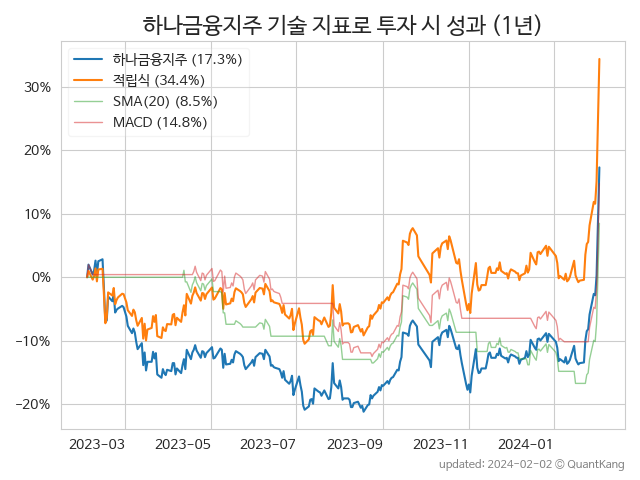 하나금융지주 기술 지표로 투자 시 성과 (1년)
하나금융지주 (17.3%)
적립식 (34.4%)
SMA(20) (8.5%)
MACD (14.8%)
30%
20%
10%
0%
−10%
−20%
2023-03 2023-05 2023-07 2023-09 2023-11 2024-01
updated: 2024-02-02 © QuantKang